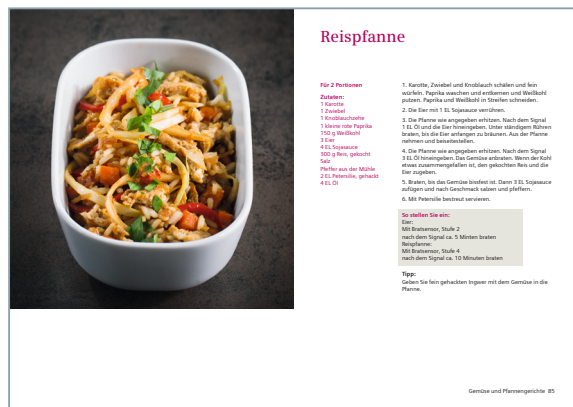 Reispfanne
Für 2 Portionen
Zutaten:
1 Karotte
1 Zwiebel
1 Knoblauchzehe
1 kleine rote Paprika
150 g Weißkohl
3 Eier
4 EL Sojasauce
300 g Reis, gekocht
Salz
Pfeffer aus der Mühle
2 EL Petersilie, gehackt
4 EL Öl
1. Karotte, Zwiebel und Knoblauch schälen und fein
würfeln. Paprika waschen und entkernen und Weißkohl
putzen. Paprika und Weißkohl in Streifen schneiden.
2. Die Eier mit 1 EL Sojasauce verrühren.
3. Die Pfanne wie angegeben erhitzen. Nach dem Signal
1 EL Öl und die Eier hineingeben. Unter ständigem Rühren
braten, bis die Eier anfangen zu bräunen. Aus der Pfanne
nehmen und beiseitestellen.
4. Die Pfanne wie angegeben erhitzen. Nach dem Signal
3 EL Öl hineingeben. Das Gemüse anbraten. Wenn der Kohl
etwas zusammengefallen ist, den gekochten Reis und die
Eier zugeben.
5. Braten, bis das Gemüse bissfest ist. Dann 3 EL Sojasauce
zufügen und nach Geschmack salzen und pfeffern.
6. Mit Petersilie bestreut servieren.
So stellen Sie ein:
Eier:
Mit Bratsensor, Stufe 2
nach dem Signal ca. 5 Minten braten
Reispfanne:
Mit Bratsensor, Stufe 4
nach dem Signal ca. 10 Minuten braten
Tipp:
Geben Sie fein gehackten Ingwer mit dem Gemüse in die
Pfanne.
Gemüse und Pfannengerichte 85